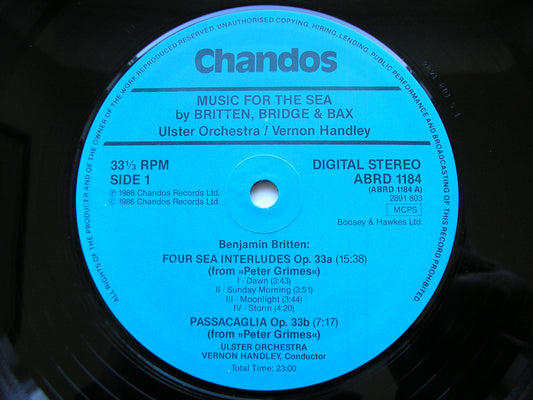 ALL RIGHTS OF THE PRODUCER AND OF THE OWNER OF THE WORK REPRODUCED RESERVED. UNAUTHORISED COPYING, HIRING, LENDING, PUBLIC PERFORMANCE AND BROADCASTING OF THIS RECORD PROHIBITED
Chandos
MUSIC FOR THE SEA
by BRITTEN, BRIDGE & BAX
Ulster Orchestra / Vernon Handley
33⅓ RPM
SIDE 1
℗ 1986 Chandos Records Ltd.
© 1986 Chandos Records Ltd.
DIGITAL STEREO
ABRD 1184
(ABRD 1184 A)
2891 803
MCPS
Boosey & Hawkes Ltd.
Benjamin Britten:
FOUR SEA INTERLUDES Op. 33a (15:38)
(from »Peter Grimes«)
I - Dawn (3:43)
II - Sunday Morning (3:51)
III - Moonlight (3:44)
IV - Storm (4:20)
PASSACAGLIA Op. 33b (7:17)
(from »Peter Grimes«)
ULSTER ORCHESTRA
VERNON HANDLEY, Conductor
Total Time: 23:00